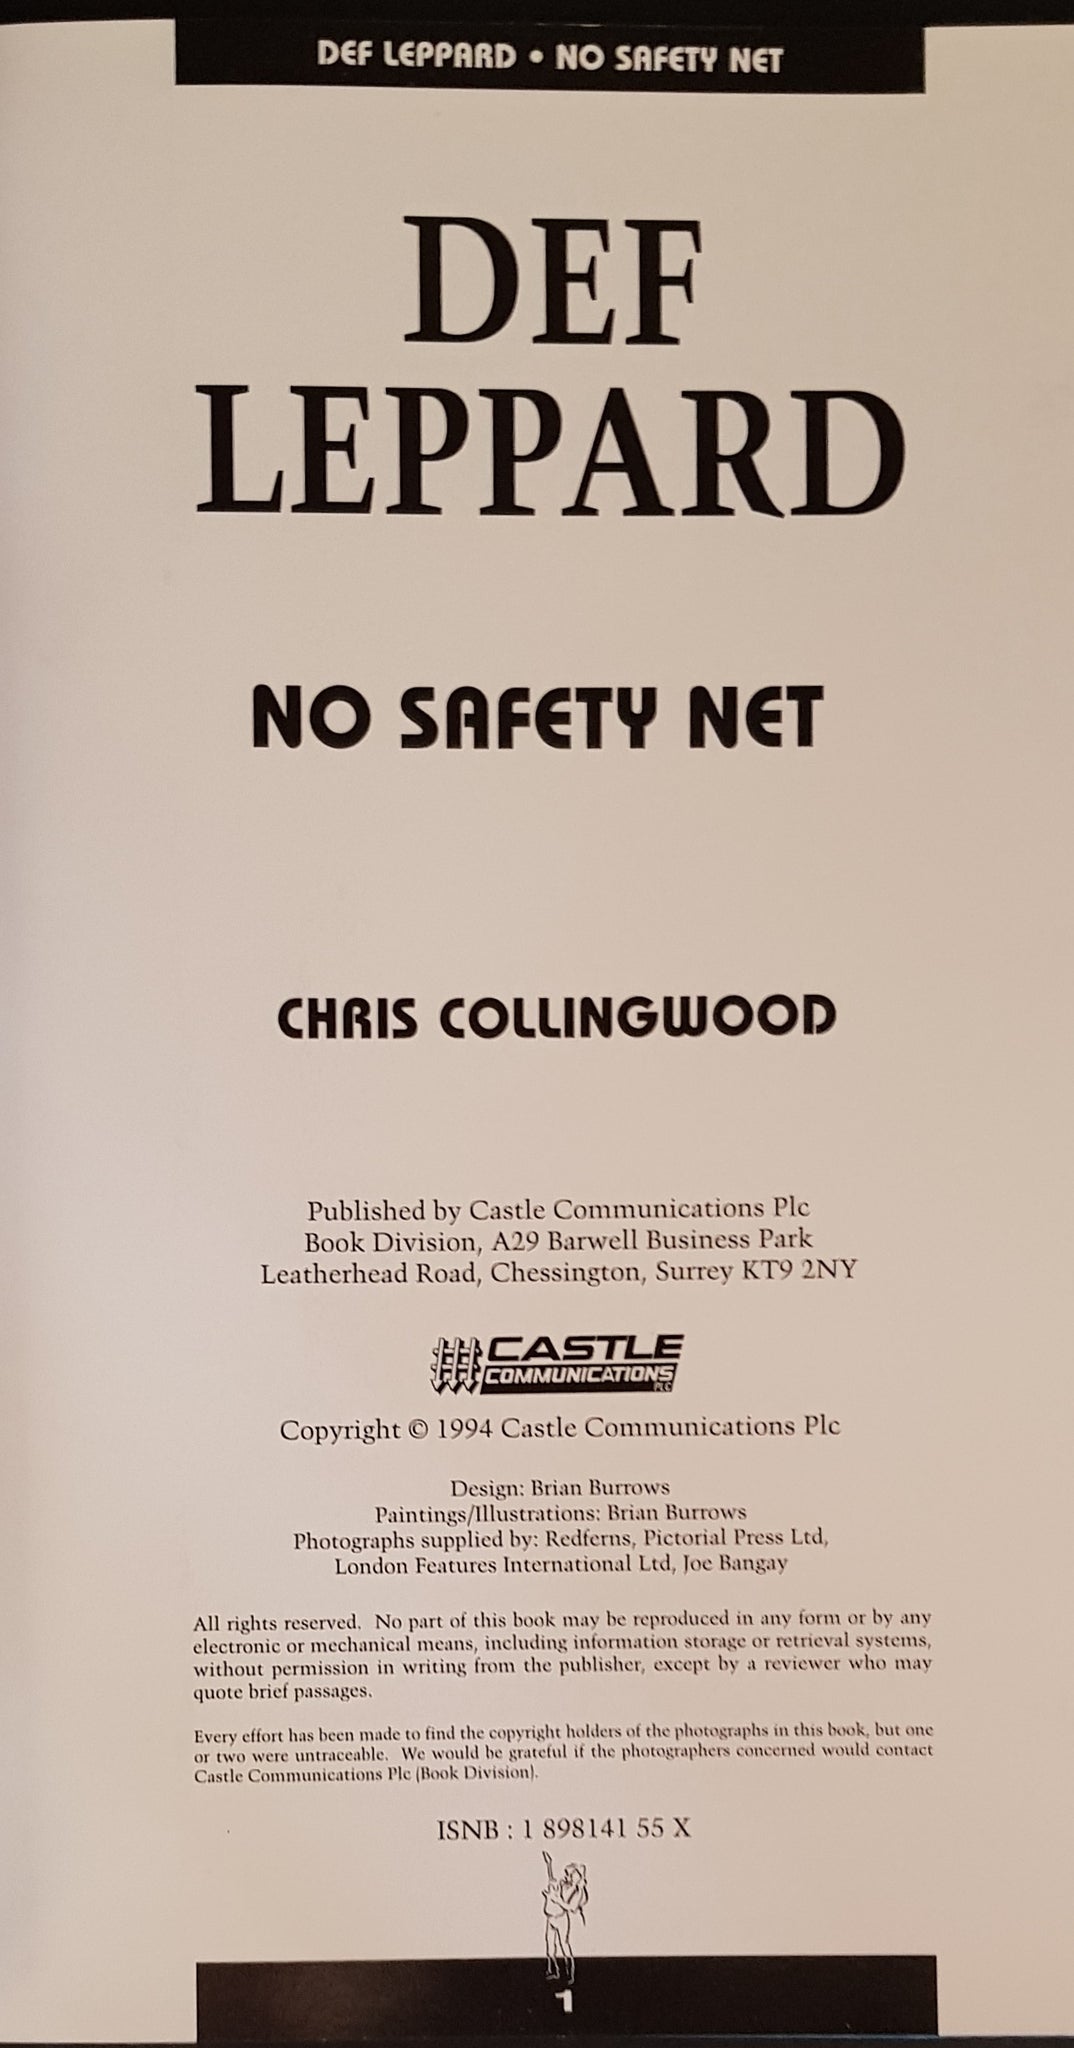 DEF LEPPARD • NO SAFETY NET
DEF
LEPPARD
NO SAFETY NET
CHRIS COLLINGWOOD
Published by Castle Communications Plc
Book Division, A29 Barwell Business Park
Leatherhead Road, Chessington, Surrey KT9 2NY
CASTLE
COMMUNICATIONS
PLC
Copyright © 1994 Castle Communications Plc
Design: Brian Burrows
Paintings/Illustrations: Brian Burrows
Photographs supplied by: Redferns, Pictorial Press Ltd,
London Features International Ltd, Joe Bangay
All rights reserved. No part of this book may be reproduced in any form or by any
electronic or mechanical means, including information storage or retrieval systems,
without permission in writing from the publisher, except by a reviewer who may
quote brief passages.
Every effort has been made to find the copyright holders of the photographs in this book, but one
or two were untraceable. We would be grateful if the photographers concerned would contact
Castle Communications Plc (Book Division).
ISNB : 1 898141 55 X
1